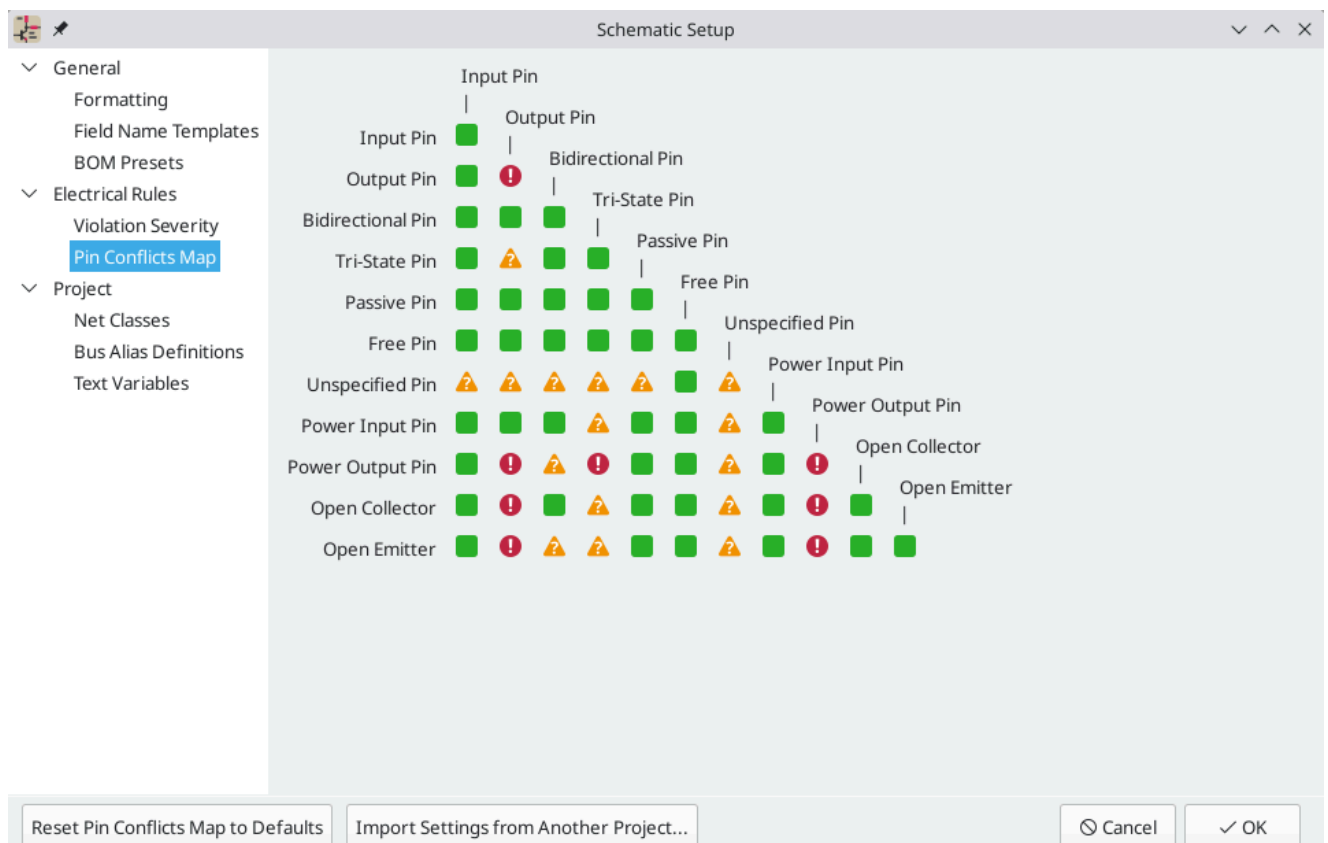 Schematic Setup
General
Formatting
Field Name Templates
BOM Presets
Electrical Rules
Violation Severity
Pin Conflicts Map
Project
Net Classes
Bus Alias Definitions
Text Variables
Input Pin
Output Pin
Bidirectional Pin
Tri-State Pin
Passive Pin
Free Pin
Unspecified Pin
Power Input Pin
Power Output Pin
Open Collector
Open Emitter
Input Pin
Output Pin
Bidirectional Pin
Tri-State Pin
Passive Pin
Free Pin
Unspecified Pin
Power Input Pin
Power Output Pin
Open Collector
Open Emitter
Reset Pin Conflicts Map to Defaults
Import Settings from Another Project...
Cancel
OK